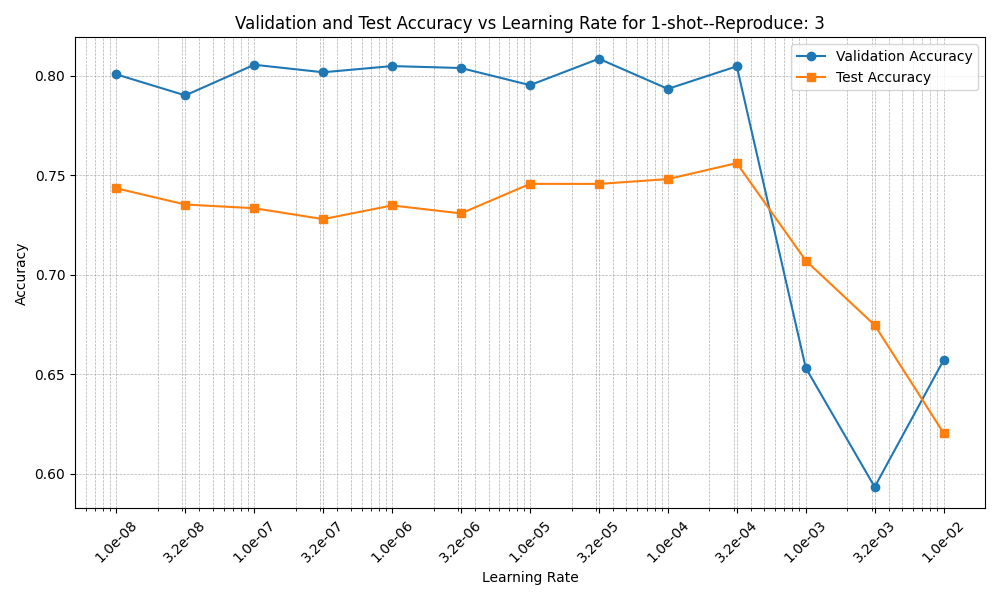 Validation and Test Accuracy vs Learning Rate for 1-shot--Reproduce: 3
Validation Accuracy
Test Accuracy
Accuracy
0.80
0.75
0.70
0.65
0.60
1.0e-08
3.2e-08
1.0e-07
3.2e-07
1.0e-06
3.2e-06
1.0e-05
3.2e-05
1.0e-04
3.2e-04
1.0e-03
3.2e-03
1.0e-02
Learning Rate